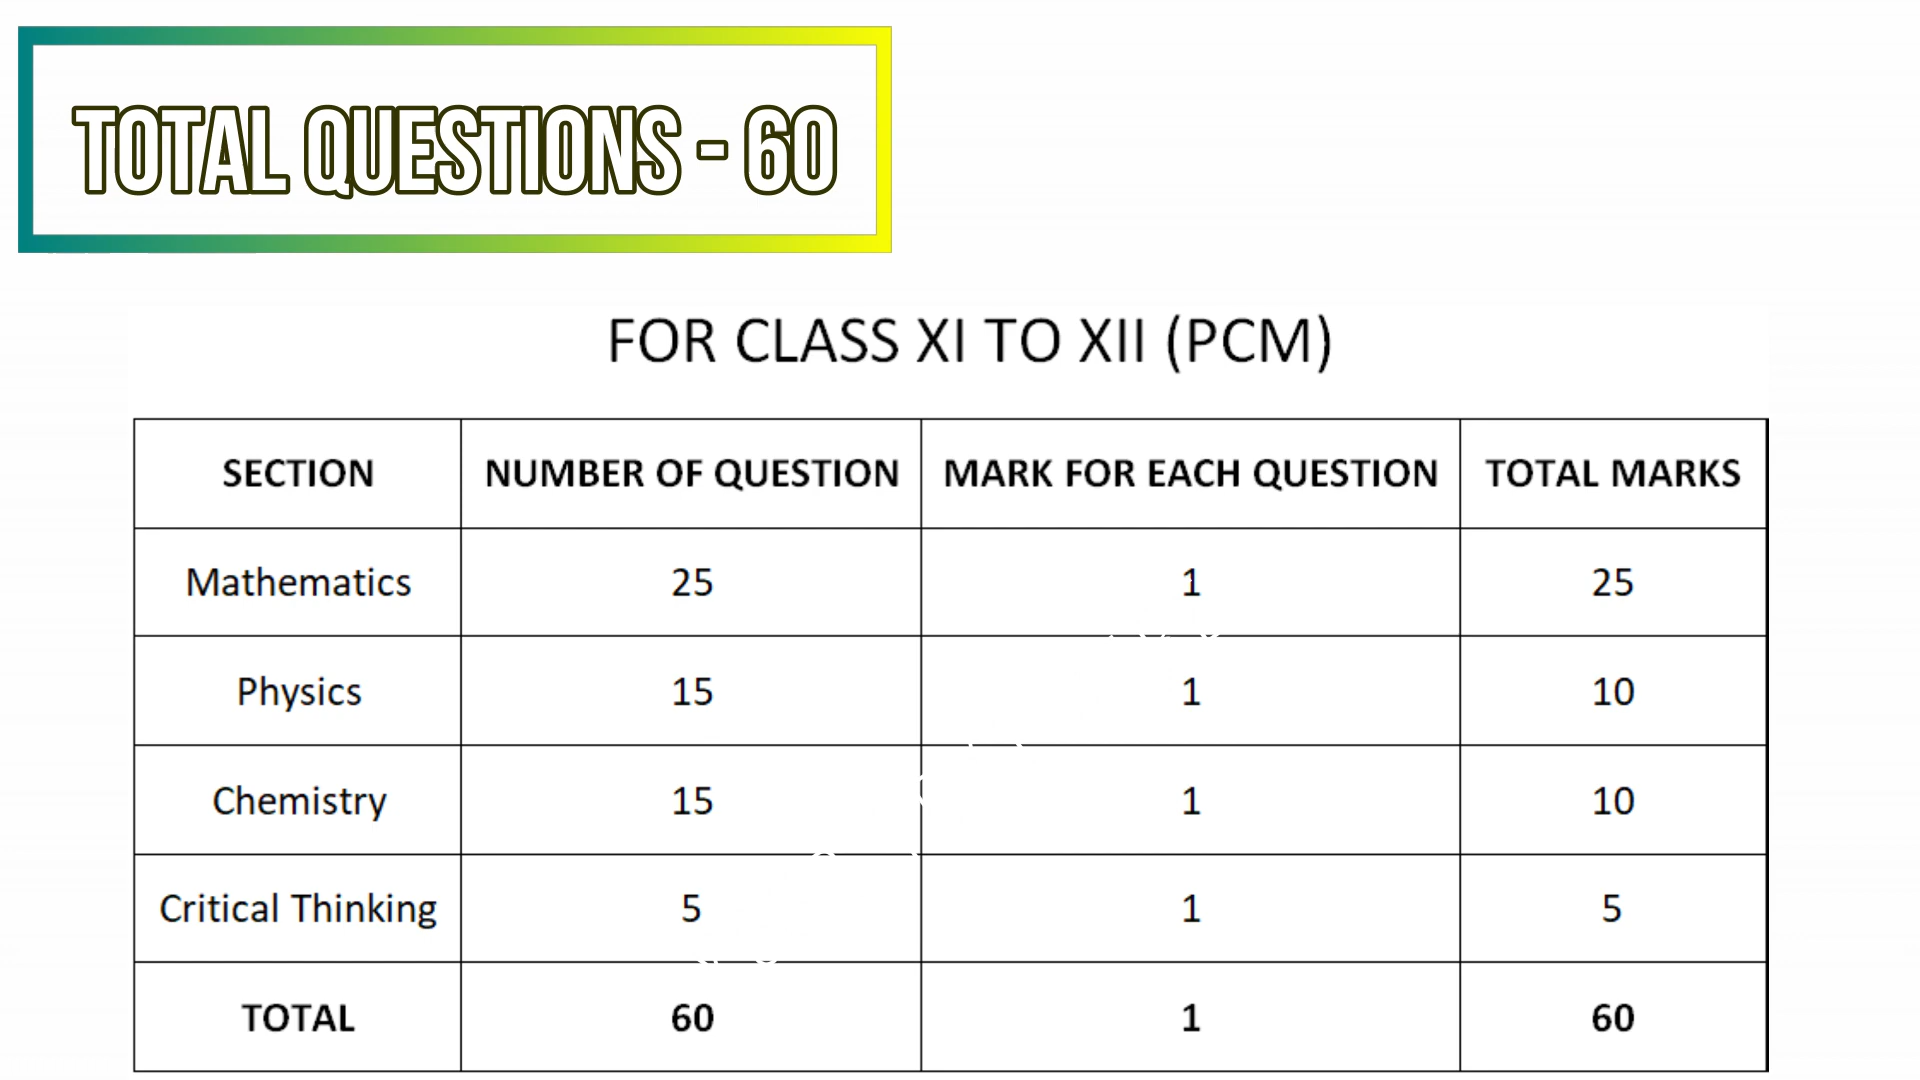 TOTAL QUESTIONS - 60
FOR CLASS XI TO XII (PCM)
SECTION NUMBER OF QUESTION MARK FOR EACH QUESTION TOTAL MARKS
Mathematics 25 1 25
Physics 15 1 10
Chemistry 15 1 10
Critical Thinking 5 1 5
TOTAL 60 1 60